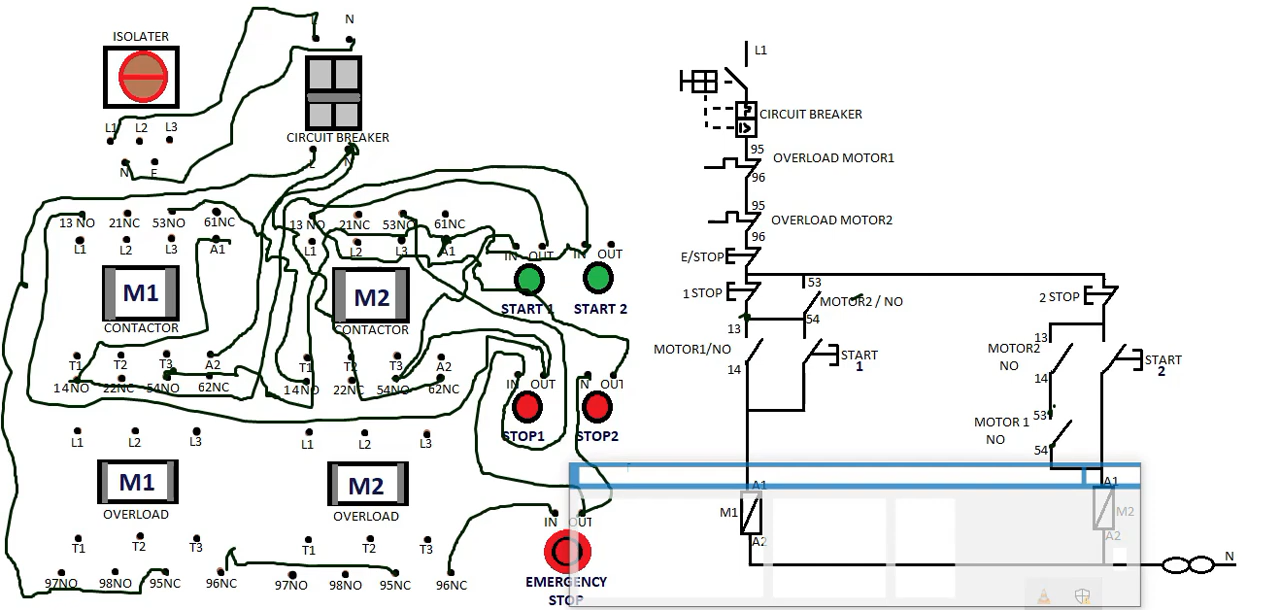 ISOLATER
N
L1 L2 L3
N E
CIRCUIT BREAKER
L N
13 NO 21NC 53NO 61NC
L1 L2 L3 A1
M1
CONTACTOR
T1 T2 T3 A2
14NO 22NC 54NO 62NC
13 NO 21NC 53NO 61NC
L1 L2 L3 A1
M2
CONTACTOR
T1 T2 T3 A2
14NO 22NC 54NO 62NC
IN OUT IN OUT
START 1 START 2
IN OUT IN OUT
STOP1 STOP2
L1 L2 L3
M1
OVERLOAD
T1 T2 T3
97NO 98NO 95NC 96NC
L1 L2 L3
M2
OVERLOAD
T1 T2 T3
97NO 98NO 95NC 96NC
IN OUT
EMERGENCY
STOP
L1
CIRCUIT BREAKER
95
OVERLOAD MOTOR1
96
95
OVERLOAD MOTOR2
96
E/STOP
1 STOP
53
MOTOR2 / NO
54
13
MOTOR1/NO
14
START
1
2 STOP
13
MOTOR2
NO
14
START
2
53
MOTOR 1
NO
54
A1
M1
A2
A1
M2
A2
N